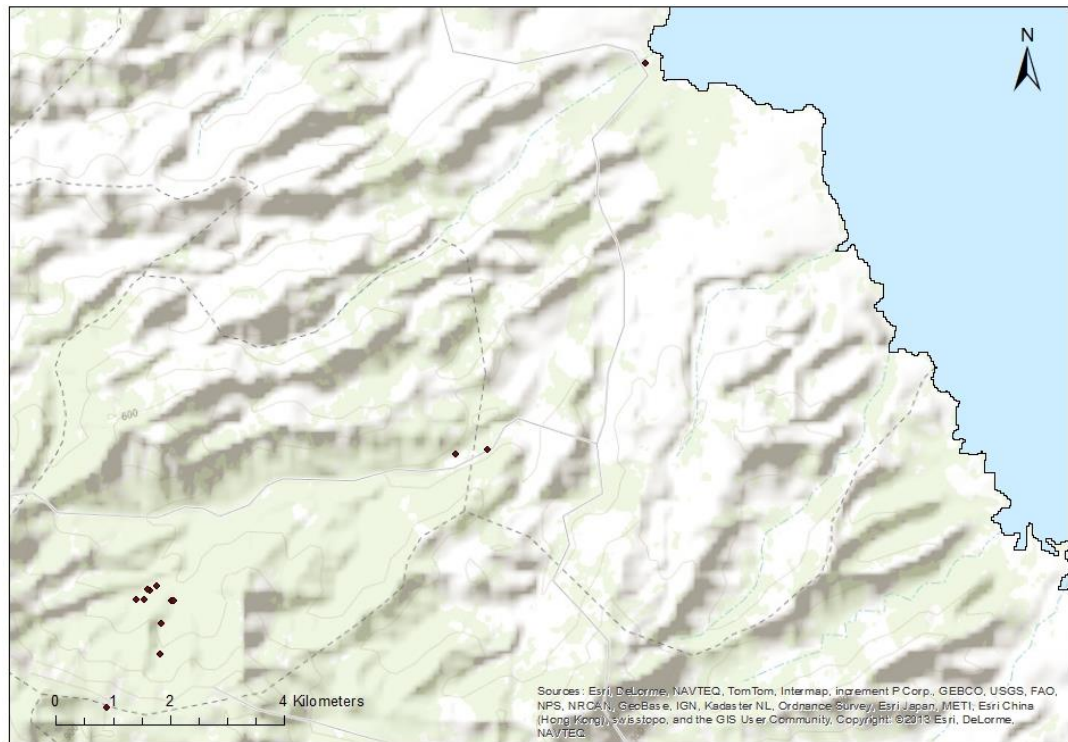 N
600
0 1 2 4 Kilometers
Sources: Esri, DeLorme, NAVTEQ, TomTom, Intermap, increment P Corp., GEBCO, USGS, FAO,
NPS, NRCAN, GeoBase, IGN, Kadaster NL, Ordnance Survey, Esri Japan, METI, Esri China
(Hong Kong), swisstopo, and the GIS User Community, Copyright: ©2013 Esri, DeLorme,
NAVTEQ